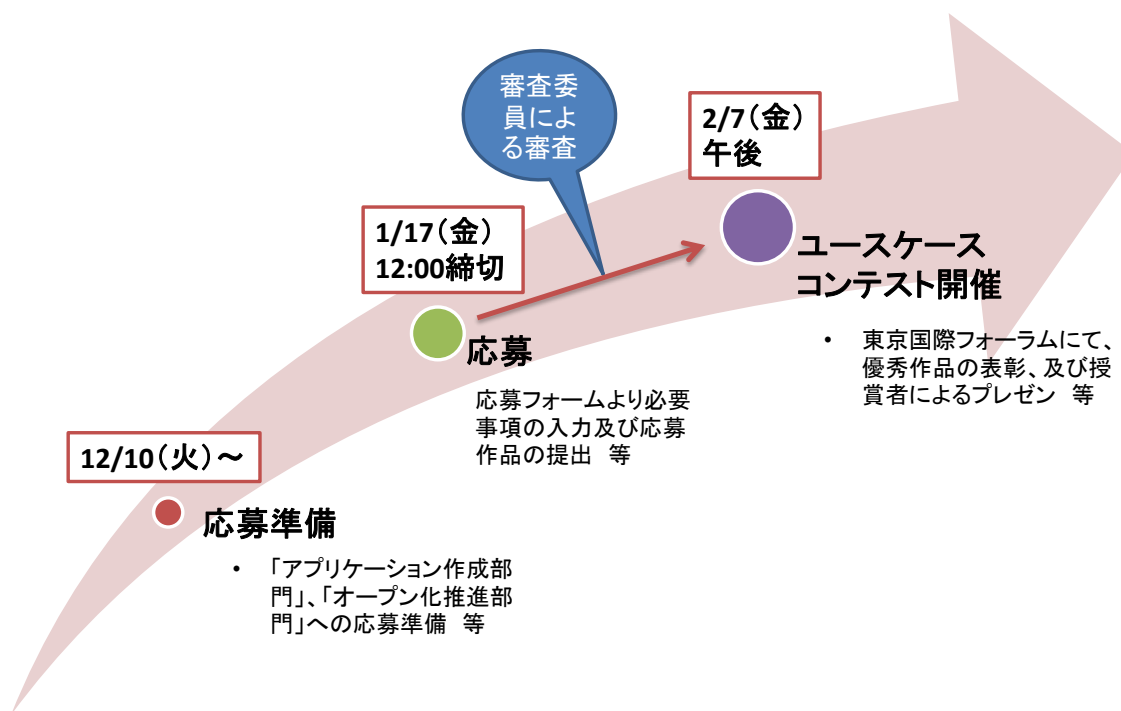 審査委
員によ
る審査
2/7(金)
午後
1/17(金)
12:00締切
ユースケース
コンテスト開催
• 東京国際フォーラムにて、
優秀作品の表彰、及び授
賞者によるプレゼン 等
応募
応募フォームより必要
事項の入力及び応募
作品の提出 等
12/10(火)~
応募準備
• 「アプリケーション作成部
門」、「オープン化推進部
門」への応募準備 等